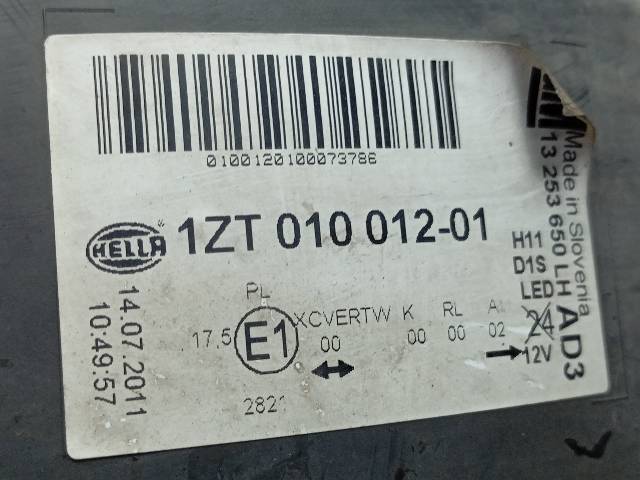 0100120100073786
HELLA
1ZT 010 012-01
14.07.2011
10:49:57
PL
17.5
E1
XCVERTW K RL A
00 00 00 02
H11
D1S
LED
24
12V
Made in Slovenia
13 253 650 LH AD3